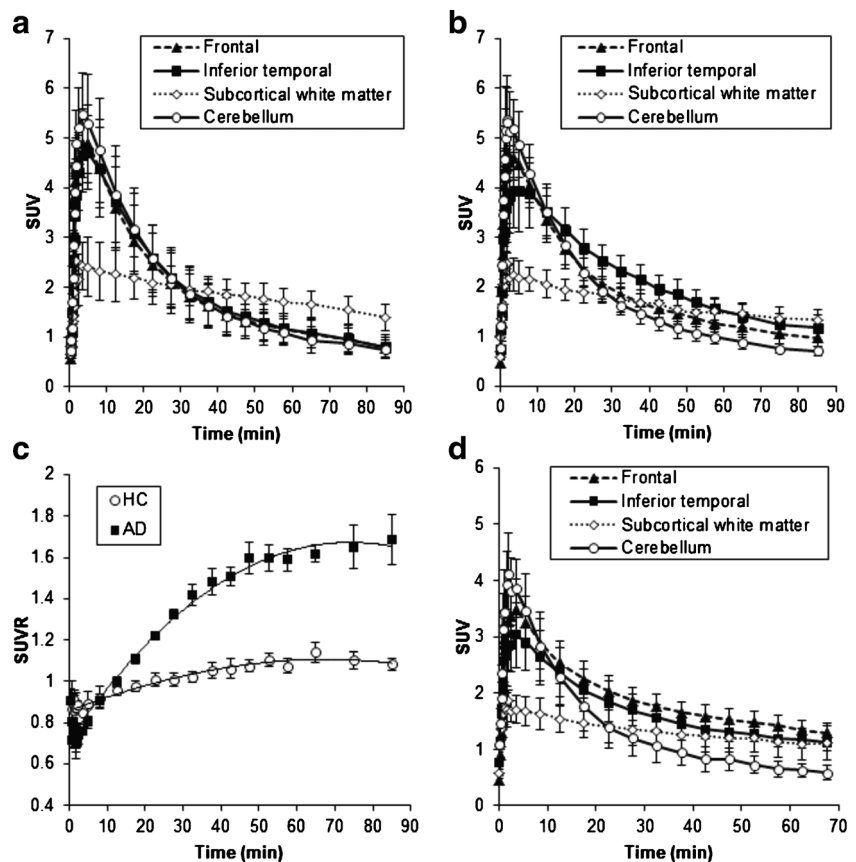 a
7
6
5
4
3
2
1
0
SUV
Frontal
Inferior temporal
Subcortical white matter
Cerebellum
0 10 20 30 40 50 60 70 80 90
Time (min)
b
7
6
5
4
3
2
1
0
SUV
Frontal
Inferior temporal
Subcortical white matter
Cerebellum
0 10 20 30 40 50 60 70 80 90
Time (min)
c
2
1.8
1.6
1.4
1.2
1
0.8
0.6
0.4
SUVR
HC
AD
0 10 20 30 40 50 60 70 80 90
Time (min)
d
6
5
4
3
2
1
0
SUV
Frontal
Inferior temporal
Subcortical white matter
Cerebellum
0 10 20 30 40 50 60 70
Time (min)